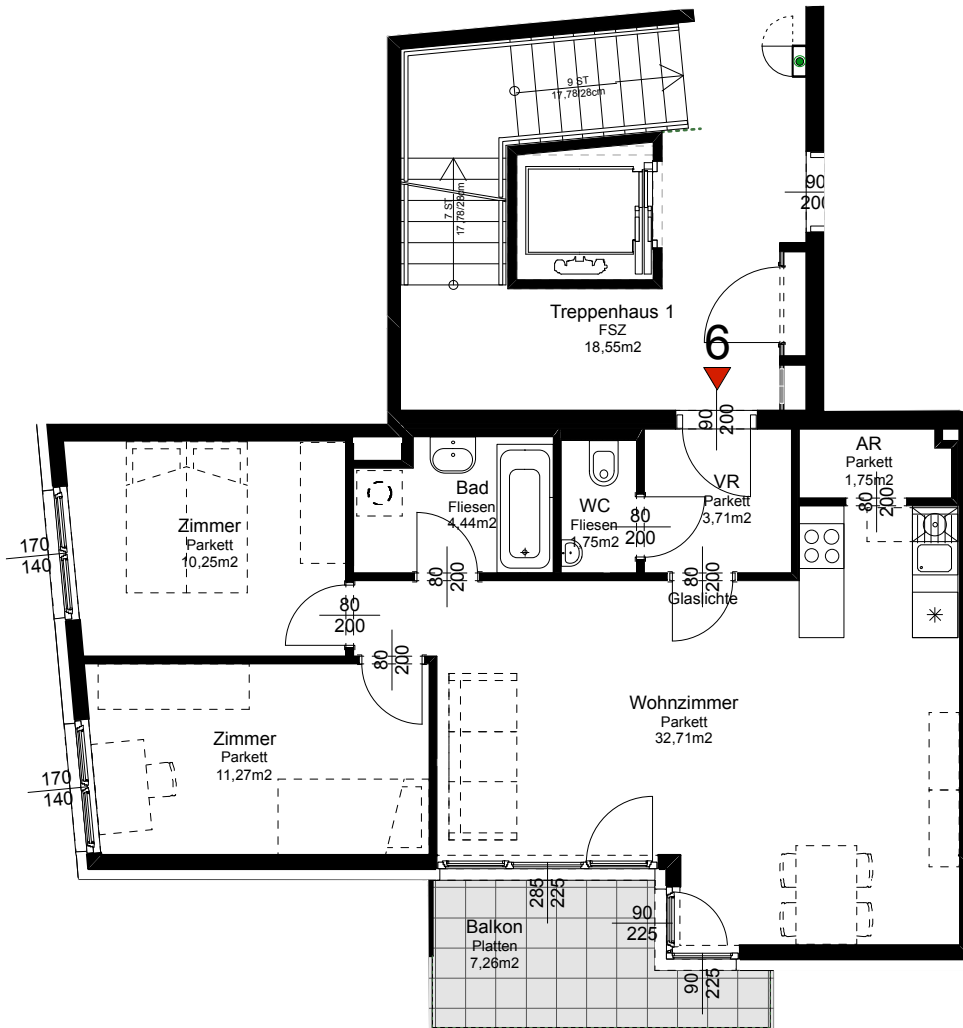 9 ST
17,78/28cm
90
200
7 ST
17,78/28cm
Treppenhaus 1
FSZ
18,55m2
6
90
200
AR
Parkett
1,75m2
Bad
Fliesen
4,44m2
WC
Fliesen
1,75m2
VR
Parkett
3,71m2
80
200
80
200
Zimmer
Parkett
10,25m2
170
140
80
200
80
200
Glaslichte
80
200
80
200
Wohnzimmer
Parkett
32,71m2
Zimmer
Parkett
11,27m2
170
140
285
225
90
225
Balkon
Platten
7,26m2
90
225